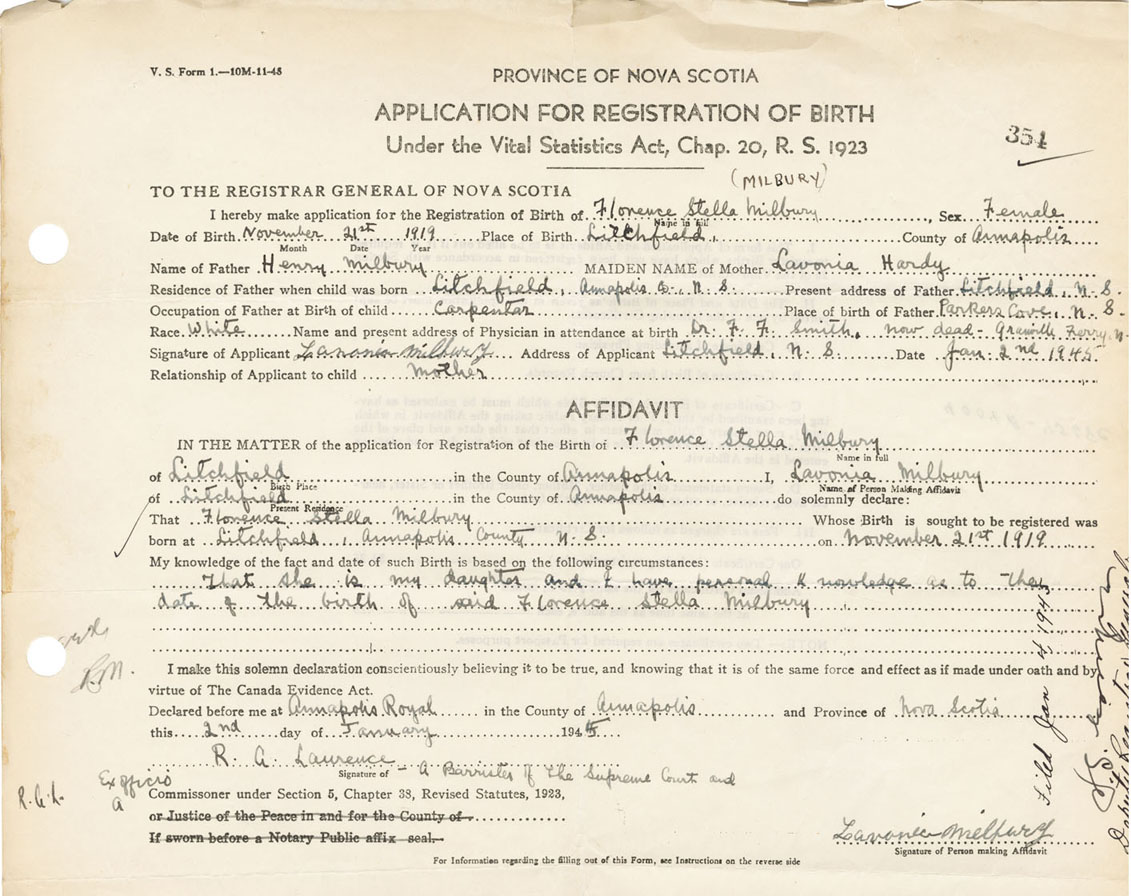 V. S. Form 1.—10M-11-43
PROVINCE OF NOVA SCOTIA
APPLICATION FOR REGISTRATION OF BIRTH
Under the Vital Statistics Act, Chap. 20, R. S. 1923
354
(MILBURY)
TO THE REGISTRAR GENERAL OF NOVA SCOTIA
I hereby make application for the Registration of Birth of Florence Stella Milbury, Sex Female
Name in full
Date of Birth November 21st 1919 Place of Birth Litchfield, County of Annapolis
Month Date Year
Name of Father Henry Milbury MAIDEN NAME of Mother Lavonia Hardy
Residence of Father when child was born Litchfield, Annapolis Co., N. S. Present address of Father Litchfield, N. S.
Occupation of Father at Birth of child Carpenter Place of birth of Father Parkers Cove, N. S.
Race White Name and present address of Physician in attendance at birth Dr. F. F. Smith, now dead - Granville Ferry N.
Signature of Applicant Lavonia Milbury Address of Applicant Litchfield, N. S. Date Jan. 2nd 1945
Relationship of Applicant to child Mother
AFFIDAVIT
IN THE MATTER of the application for Registration of the Birth of Florence Stella Milbury
Name in full
of Litchfield in the County of Annapolis I, Lavonia Milbury
Birth Place Name of Person Making Affidavit
of Litchfield in the County of Annapolis do solemnly declare:
Present Residence
That Florence Stella Milbury Whose Birth is sought to be registered was
born at Litchfield, Annapolis County N. S. on November 21st 1919
My knowledge of the fact and date of such Birth is based on the following circumstances:
That she is my daughter and I have personal knowledge as to the
date of the birth of said Florence Stella Milbury
R.M.
I make this solemn declaration conscientiously believing it to be true, and knowing that it is of the same force and effect as if made under oath and by
virtue of The Canada Evidence Act.
Declared before me at Annapolis Royal in the County of Annapolis and Province of Nova Scotia
this 2nd day of January 1945
R. A. Laurence
Signature of - A Barrister of the Supreme Court and
R.A.L. Ex officio A
Commissioner under Section 5, Chapter 38, Revised Statutes, 1923,
or Justice of the Peace in and for the County of
If sworn before a Notary Public affix seal.
Lavonia Milbury
Signature of Person making Affidavit
For Information regarding the filling out of this Form, see Instructions on the reverse side
Filed Jan 4 1945
Deputy Registrar General